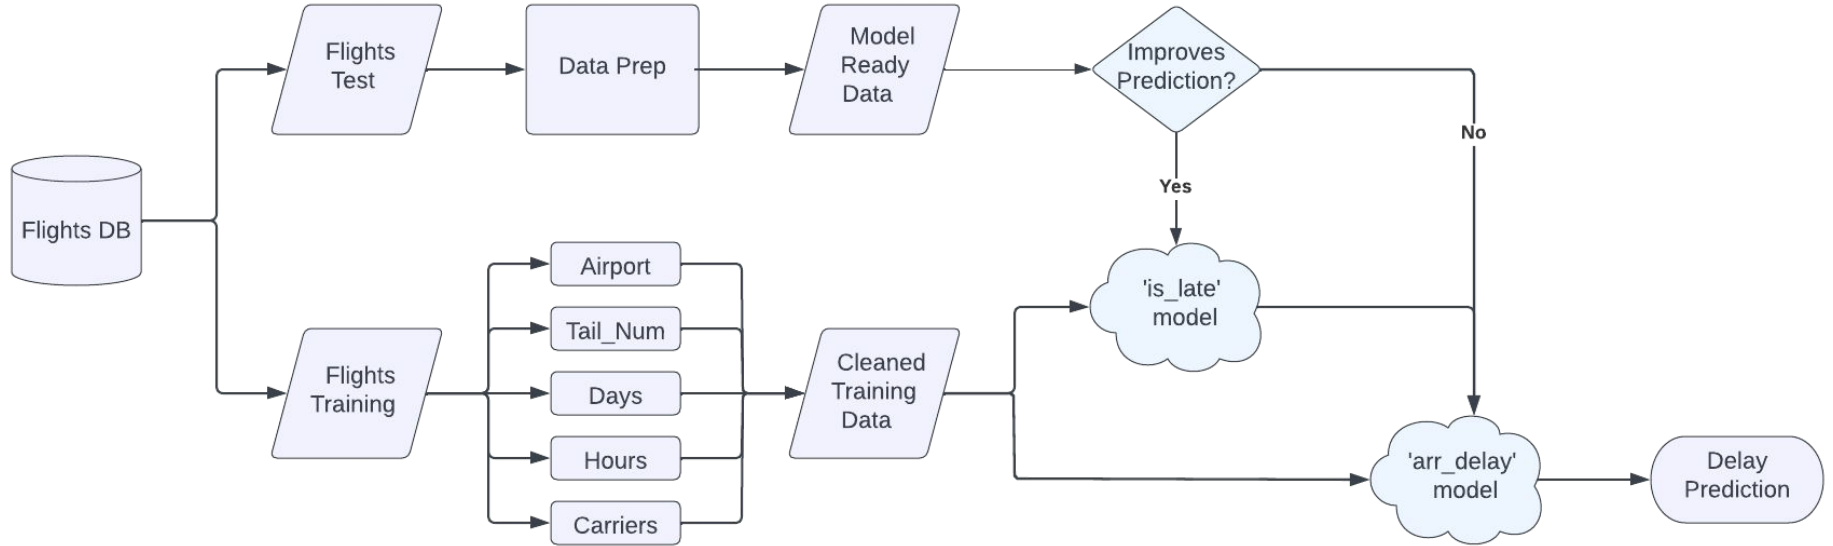 Flights
Test
Data Prep
Model
Ready
Data
Improves
Prediction?
No
Yes
Flights DB
Airport
Tail_Num
Days
Hours
Carriers
Flights
Training
Cleaned
Training
Data
'is_late'
model
'arr_delay'
model
Delay
Prediction